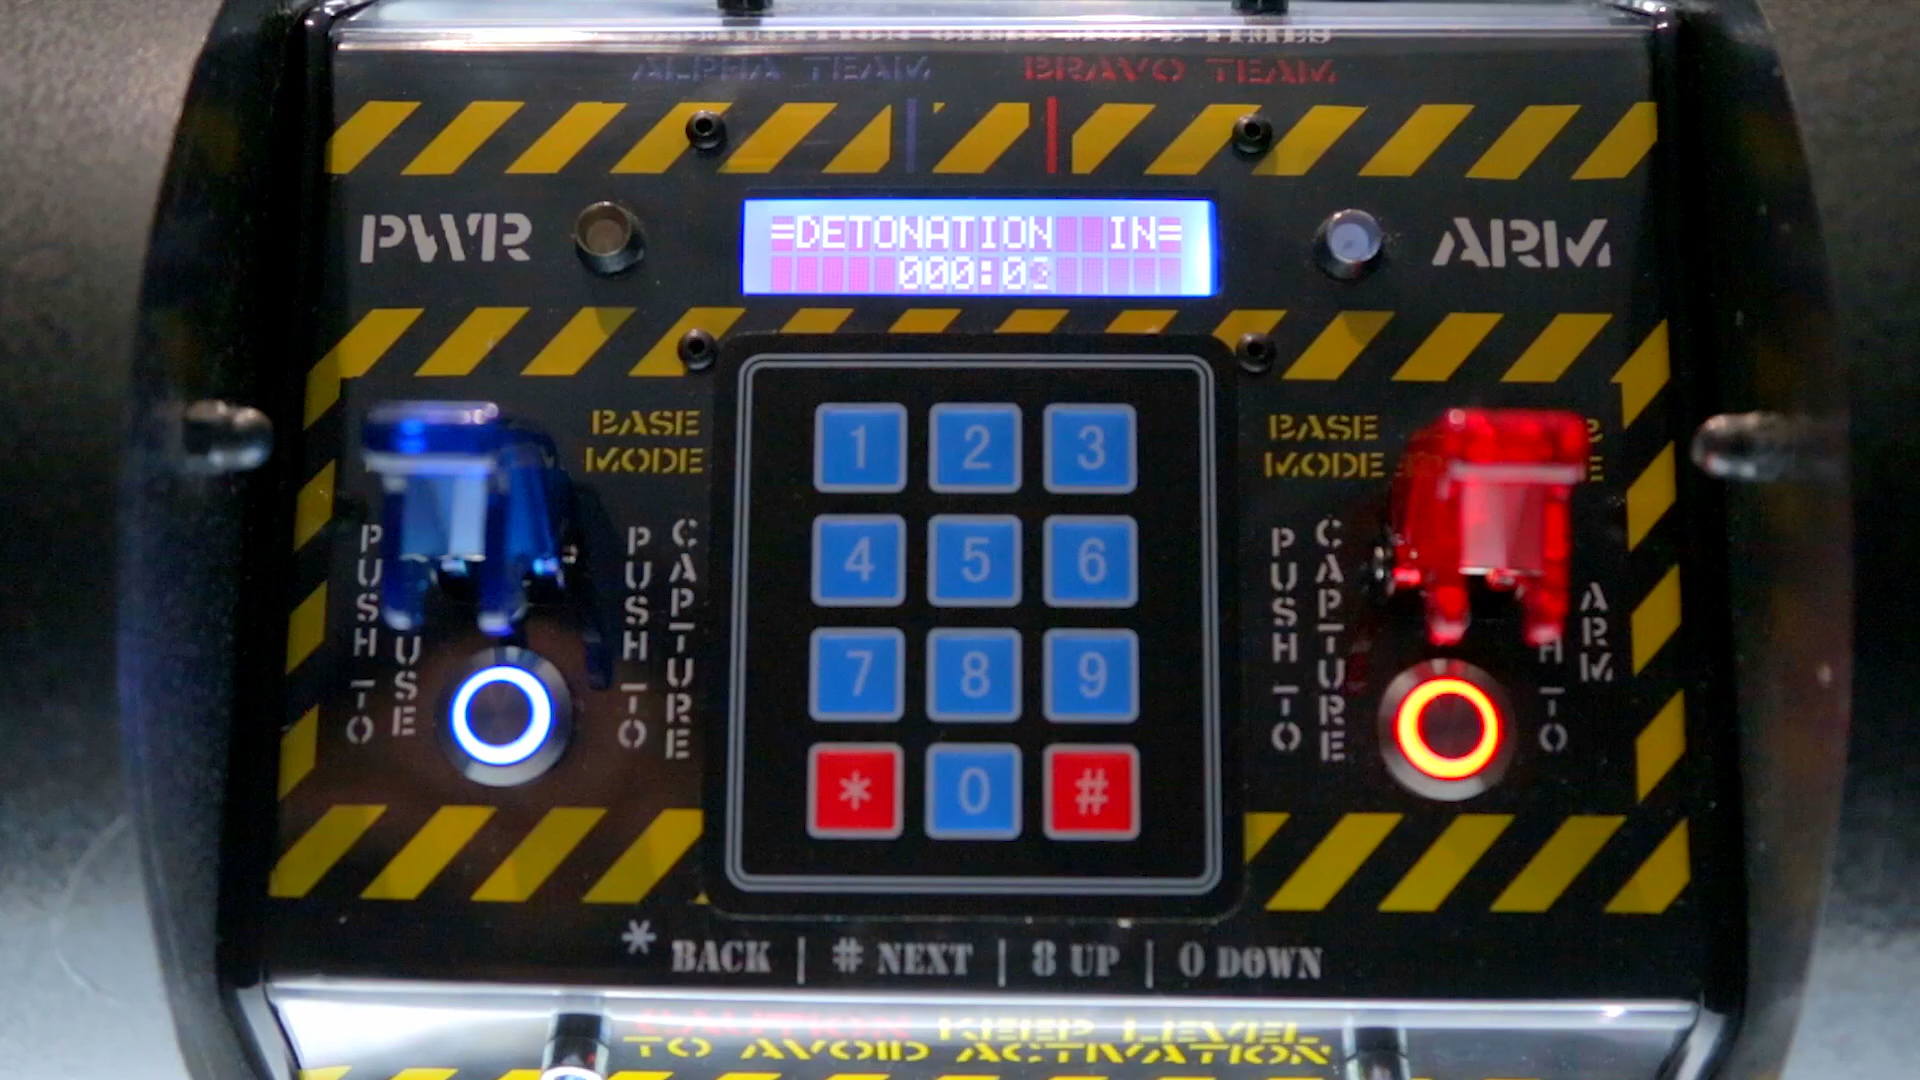 ALPHA TEAM BRAVO TEAM
PWR
=DETONATION IN=
000:03
ARM
BASE
MODE
BASE
MODE
PUSH TO
USE
PUSH TO
CAPTURE
1 2 3
4 5 6
7 8 9
* 0 #
PUSH TO
CAPTURE
H TO
ARM
* BACK | # NEXT | 8 UP | 0 DOWN
CAUTION KEEP LEVEL
TO AVOID ACTIVATION